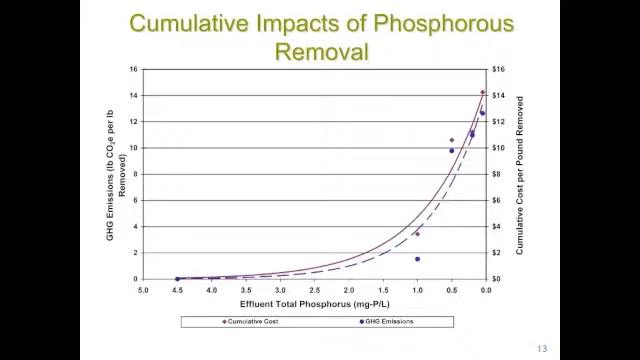 Cumulative Impacts of Phosphorous
Removal
16
14
12
10
8
6
4
2
0
GHG Emissions (lb CO2e per lb
Removed)
$16
$14
$12
$10
$8
$6
$4
$2
$0
Cumulative Cost per Pound Removed
5.0 4.5 4.0 3.5 3.0 2.5 2.0 1.5 1.0 0.5 0.0
Effluent Total Phosphorus (mg-P/L)
Cumulative Cost GHG Emissions
13